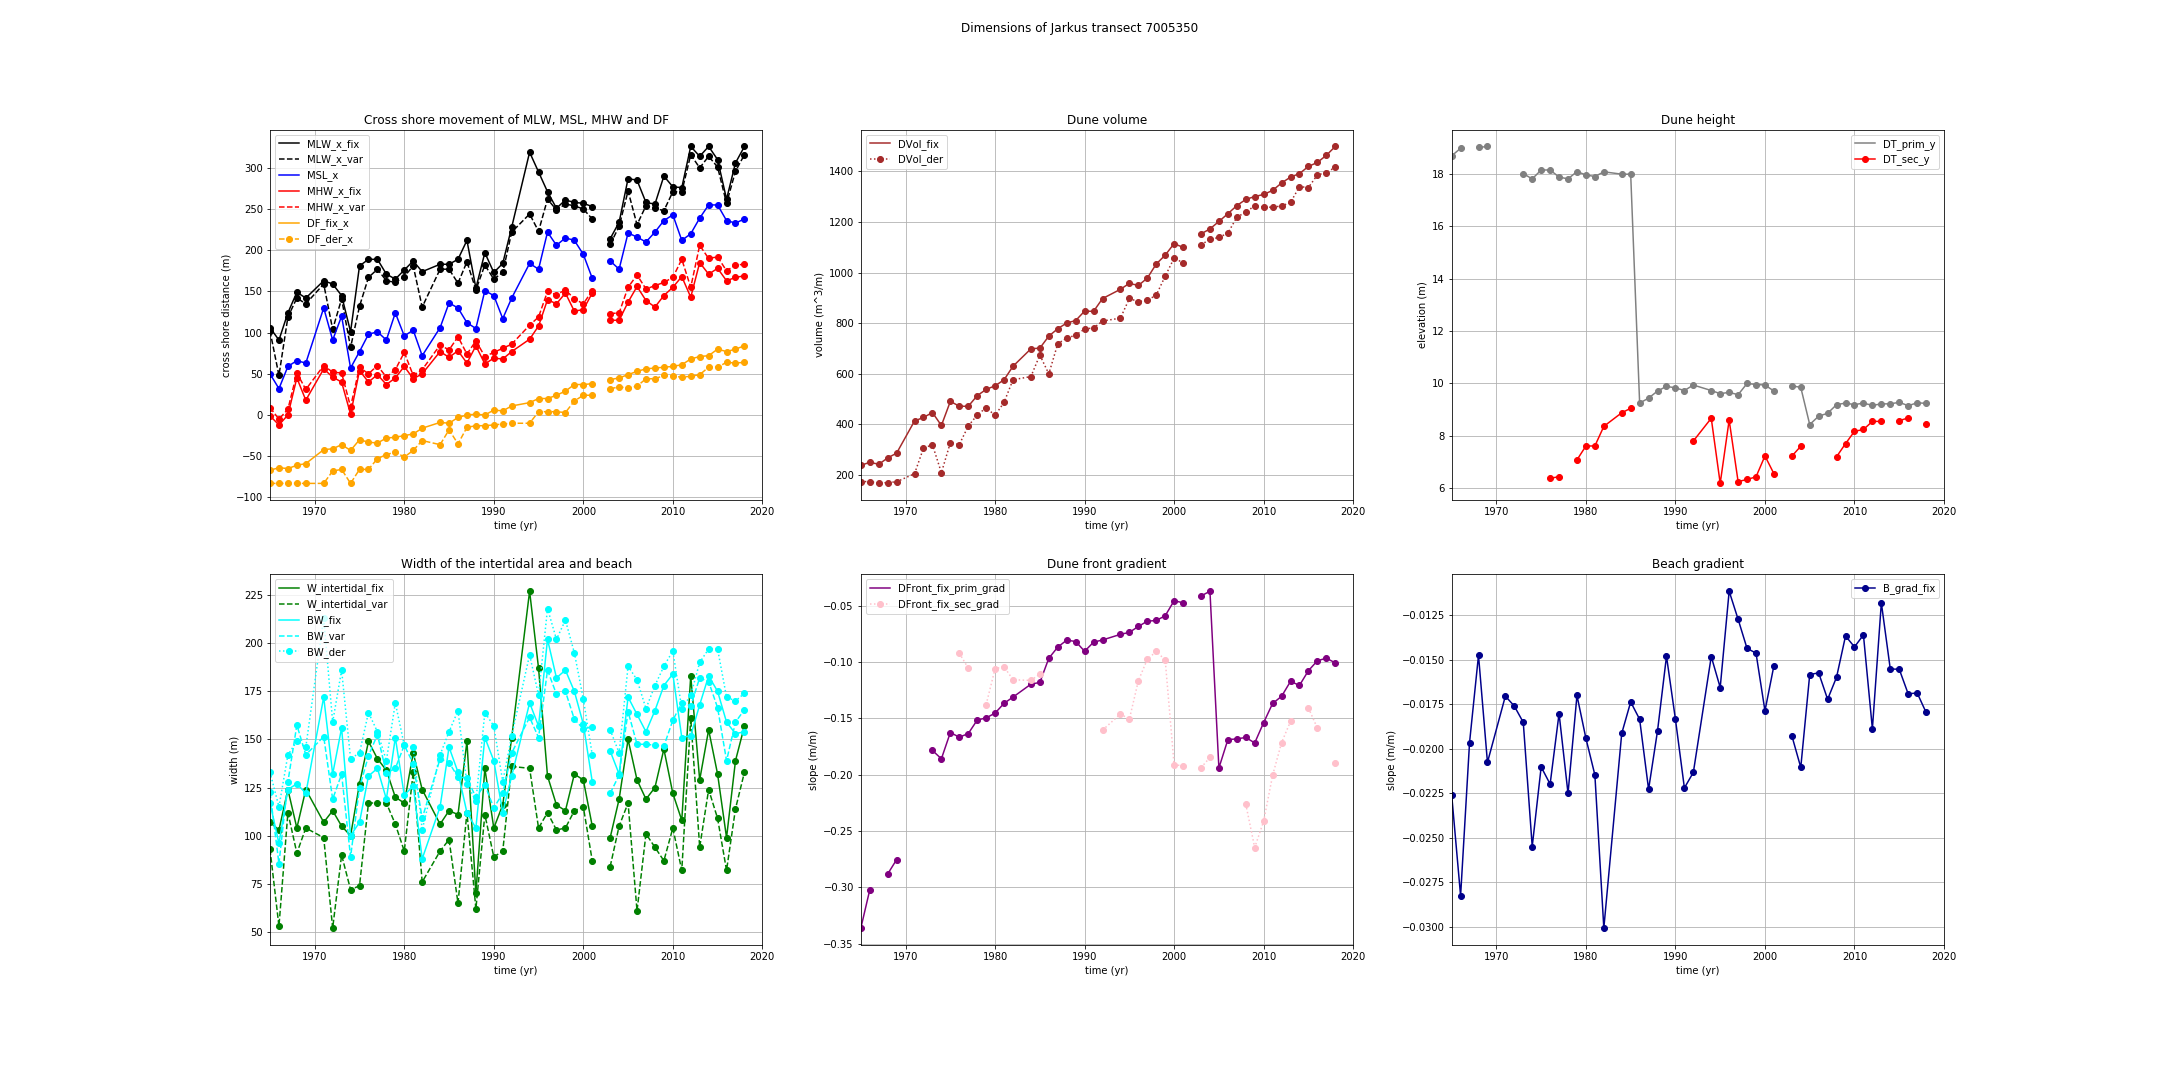 Dimensions of Jarkus transect 7005350
Cross shore movement of MLW, MSL, MHW and DF
MLW_x_fix
MLW_x_var
MSL_x
MHW_x_fix
MHW_x_var
DF_fix_x
DF_der_x
cross shore distance (m)
300
250
200
150
100
50
0
−50
−100
1970 1980 1990 2000 2010 2020
time (yr)
Dune volume
DVol_fix
DVol_der
volume (m^3/m)
1400
1200
1000
800
600
400
200
1970 1980 1990 2000 2010 2020
time (yr)
Dune height
DT_prim_y
DT_sec_y
elevation (m)
18
16
14
12
10
8
6
1970 1980 1990 2000 2010 2020
time (yr)
Width of the intertidal area and beach
W_intertidal_fix
W_intertidal_var
BW_fix
BW_var
BW_der
width (m)
225
200
175
150
125
100
75
50
1970 1980 1990 2000 2010 2020
time (yr)
Dune front gradient
DFront_fix_prim_grad
DFront_fix_sec_grad
slope (m/m)
−0.05
−0.10
−0.15
−0.20
−0.25
−0.30
−0.35
1970 1980 1990 2000 2010 2020
time (yr)
Beach gradient
B_grad_fix
slope (m/m)
−0.0125
−0.0150
−0.0175
−0.0200
−0.0225
−0.0250
−0.0275
−0.0300
1970 1980 1990 2000 2010 2020
time (yr)